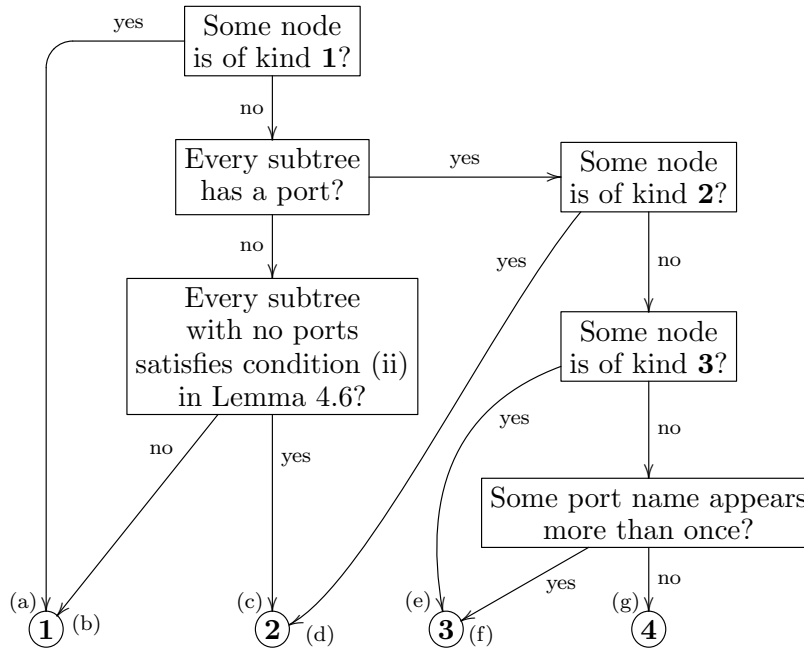 yes
Some node
is of kind 1?
no
Every subtree
has a port?
yes
Some node
is of kind 2?
no
yes
no
Every subtree
with no ports
satisfies condition (ii)
in Lemma 4.6?
Some node
is of kind 3?
no
yes
yes
no
Some port name appears
more than once?
yes
no
(a)
1
(b)
(c)
2
(d)
(e)
3
(f)
(g)
4